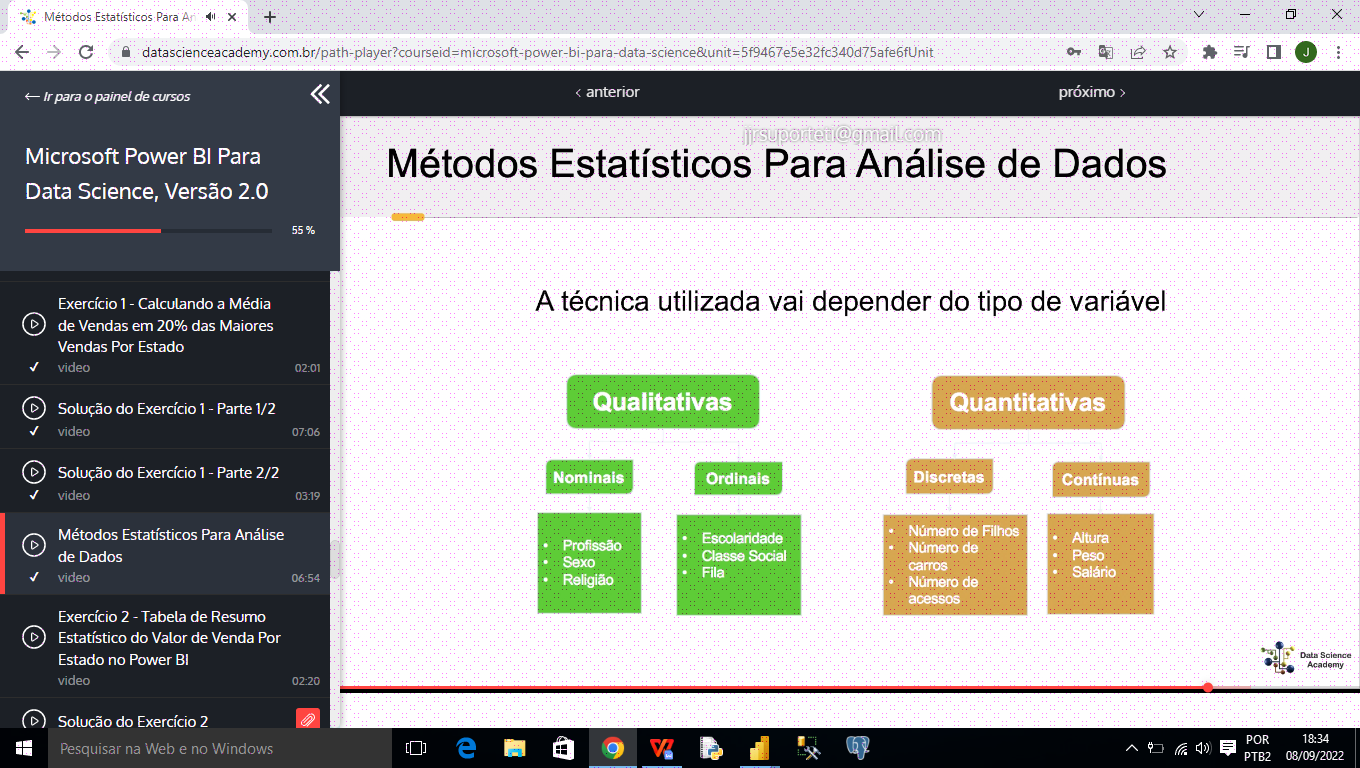 Métodos Estatísticos Para An
datascienceacademy.com.br/path-player?courseid=microsoft-power-bi-para-data-science&unit=5f9467e5e32fc340d75afe6fUnit
J
← Ir para o painel de cursos
Microsoft Power BI Para
Data Science, Versão 2.0
55 %
Exercício 1 - Calculando a Média
de Vendas em 20% das Maiores
Vendas Por Estado
video 02:01
Solução do Exercício 1 - Parte 1/2
video 07:06
Solução do Exercício 1 - Parte 2/2
video 03:19
Métodos Estatísticos Para Análise
de Dados
video 06:54
Exercício 2 - Tabela de Resumo
Estatístico do Valor de Venda Por
Estado no Power BI
video 02:20
Solução do Exercício 2
‹ anterior
próximo ›
jjrsuporteti@gmail.com
Métodos Estatísticos Para Análise de Dados
A técnica utilizada vai depender do tipo de variável
Qualitativas
Nominais
• Profissão
• Sexo
• Religião
Ordinais
• Escolaridade
• Classe Social
• Fila
Quantitativas
Discretas
• Número de Filhos
• Número de
carros
• Número de
acessos
Contínuas
• Altura
• Peso
• Salário
Data Science
Academy
Pesquisar na Web e no Windows
POR
PTB2
18:34
08/09/2022